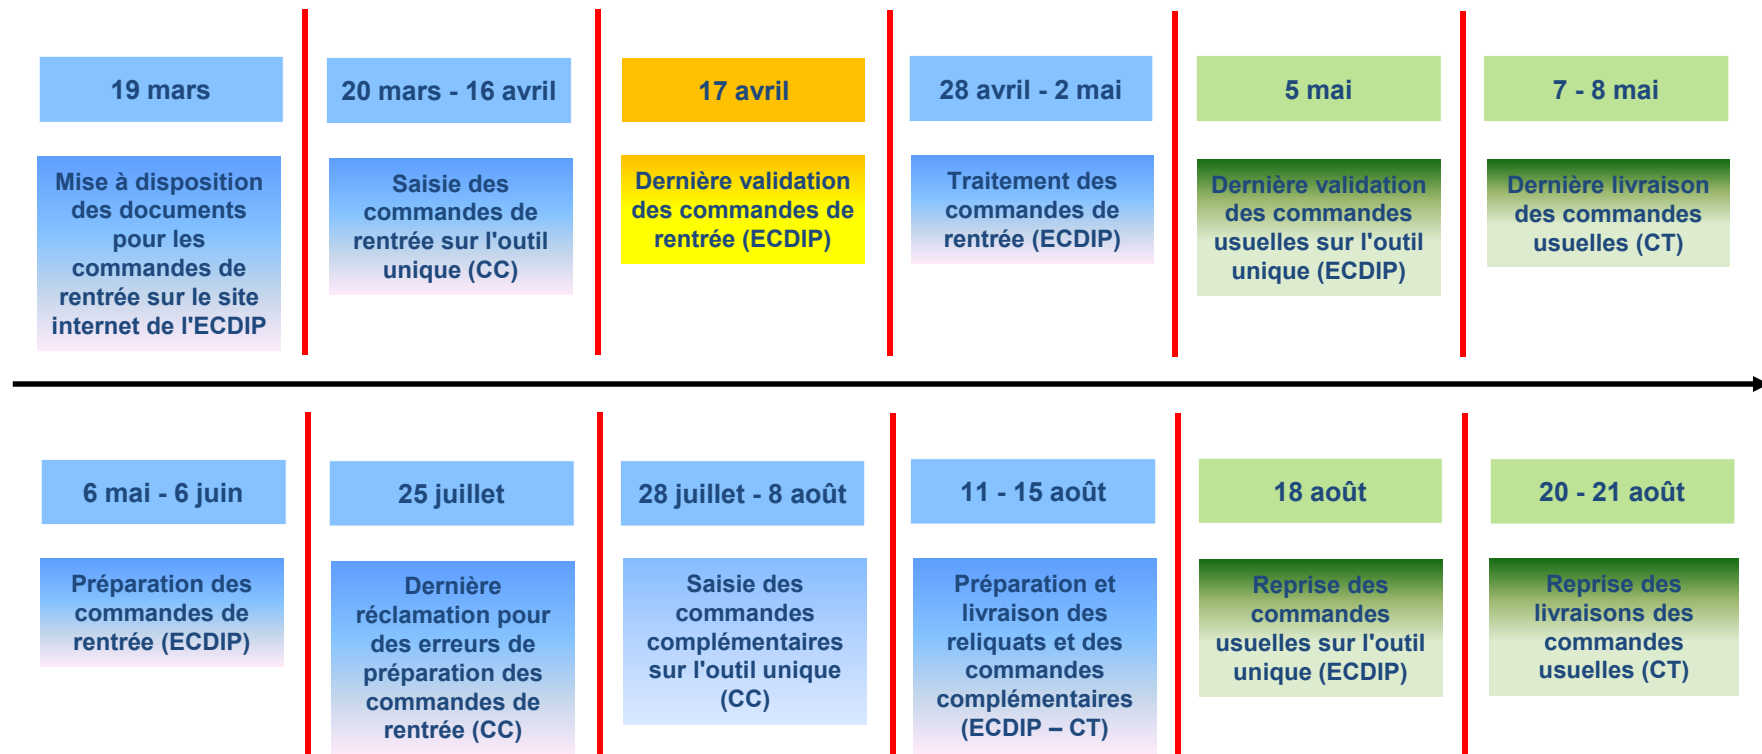 19 mars
Mise à disposition
des documents
pour les
commandes de
rentrée sur le site
internet de l'ECDIP
20 mars - 16 avril
Saisie des
commandes de
rentrée sur l'outil
unique (CC)
17 avril
Dernière validation
des commandes de
rentrée (ECDIP)
28 avril - 2 mai
Traitement des
commandes de
rentrée (ECDIP)
5 mai
Dernière validation
des commandes
usuelles sur l'outil
unique (ECDIP)
7 - 8 mai
Dernière livraison
des commandes
usuelles (CT)
6 mai - 6 juin
Préparation des
commandes de
rentrée (ECDIP)
25 juillet
Dernière
réclamation pour
des erreurs de
préparation des
commandes de
rentrée (CC)
28 juillet - 8 août
Saisie des
commandes
complémentaires
sur l'outil unique
(CC)
11 - 15 août
Préparation et
livraison des
reliquats et des
commandes
complémentaires
(ECDIP – CT)
18 août
Reprise des
commandes
usuelles sur l'outil
unique (ECDIP)
20 - 21 août
Reprise des
livraisons des
commandes
usuelles (CT)